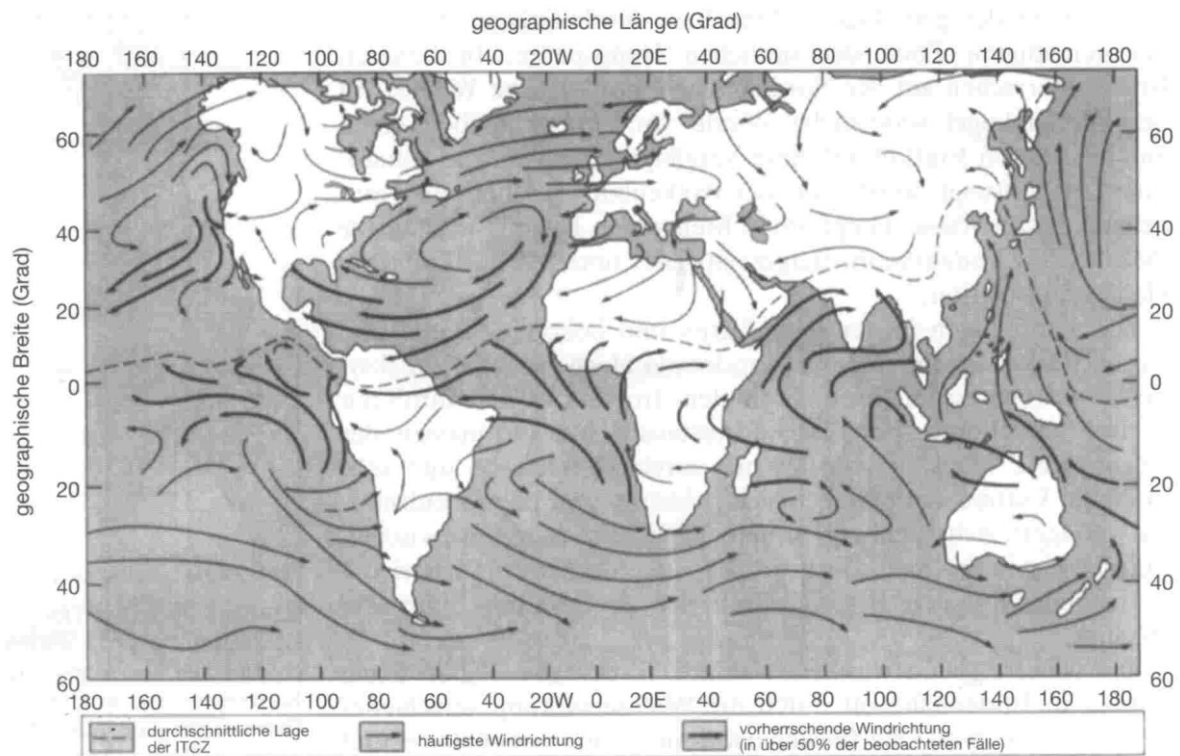 geographische Länge (Grad)
180 160 140 120 100 80 60 40 20W 0 20E 40 60 80 100 120 140 160 180
geographische Breite (Grad)
60 60
40 40
20 20
0 0
20 20
40 40
60 60
180 160 140 120 100 80 60 40 20W 0 20E 40 60 80 100 120 140 160 180
durchschnittliche Lage
der ITCZ
häufigste Windrichtung
vorherrschende Windrichtung
(in über 50% der beobachteten Fälle)